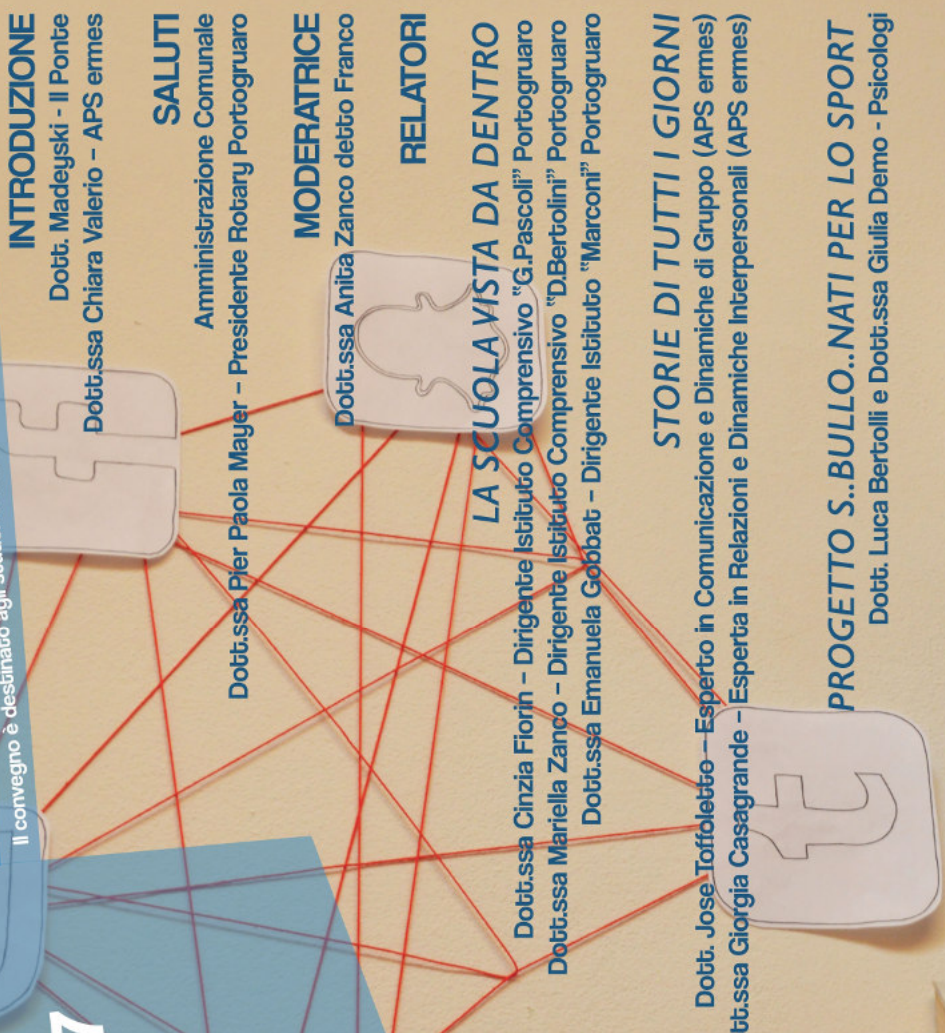 INTRODUZIONE
Dott. Madeyski - Il Ponte
Dott.ssa Chiara Valerio – APS ermes
SALUTI
Amministrazione Comunale
Dott.ssa Pier Paola Mayer – Presidente Rotary Portogruaro
MODERATRICE
Dott.ssa Anita Zanco detto Franco
RELATORI
LA SCUOLA VISTA DA DENTRO
Dott.ssa Cinzia Fiorin – Dirigente Istituto Comprensivo "G.Pascoli" Portogruaro
Dott.ssa Mariella Zanco – Dirigente Istituto Comprensivo "D.Bertolini" Portogruaro
Dott.ssa Emanuela Gobbat – Dirigente Istituto "Marconi" Portogruaro
STORIE DI TUTTI I GIORNI
Dott. Jose Toffoletto – Esperto in Comunicazione e Dinamiche di Gruppo (APS ermes)
tt.ssa Giorgia Casagrande – Esperta in Relazioni e Dinamiche Interpersonali (APS ermes)
PROGETTO S..BULLO..NATI PER LO SPORT
Dott. Luca Bertolli e Dott.ssa Giulia Demo - Psicologi
Il convegno è destinato agli
7
f
t